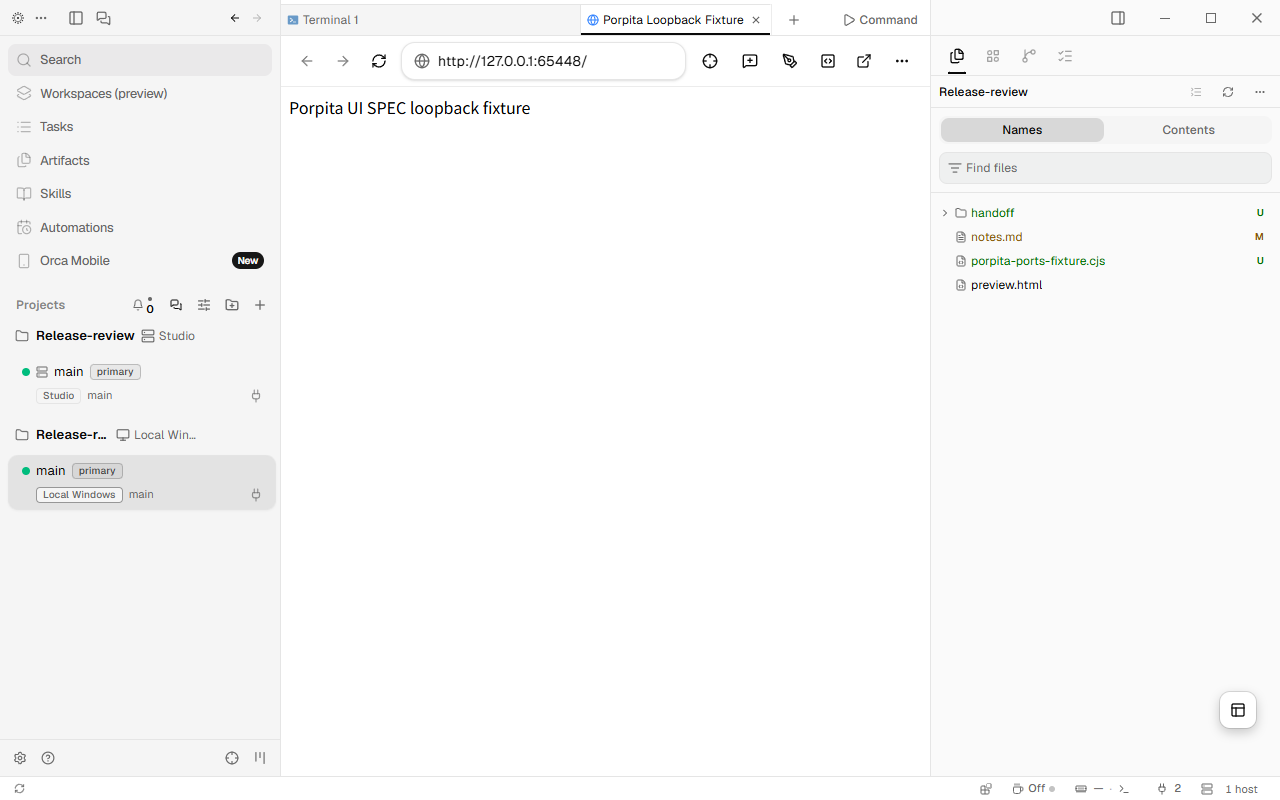 Terminal 1
Porpita Loopback Fixture
Command
Search
Workspaces (preview)
Tasks
Artifacts
Skills
Automations
Orca Mobile
New
Projects
0
Release-review
Studio
main
primary
Studio
main
Release-r...
Local Win...
main
primary
Local Windows
main
http://127.0.0.1:65448/
Porpita UI SPEC loopback fixture
Release-review
Names
Contents
Find files
handoff
U
notes.md
M
porpita-ports-fixture.cjs
U
preview.html
Off
2
1 host